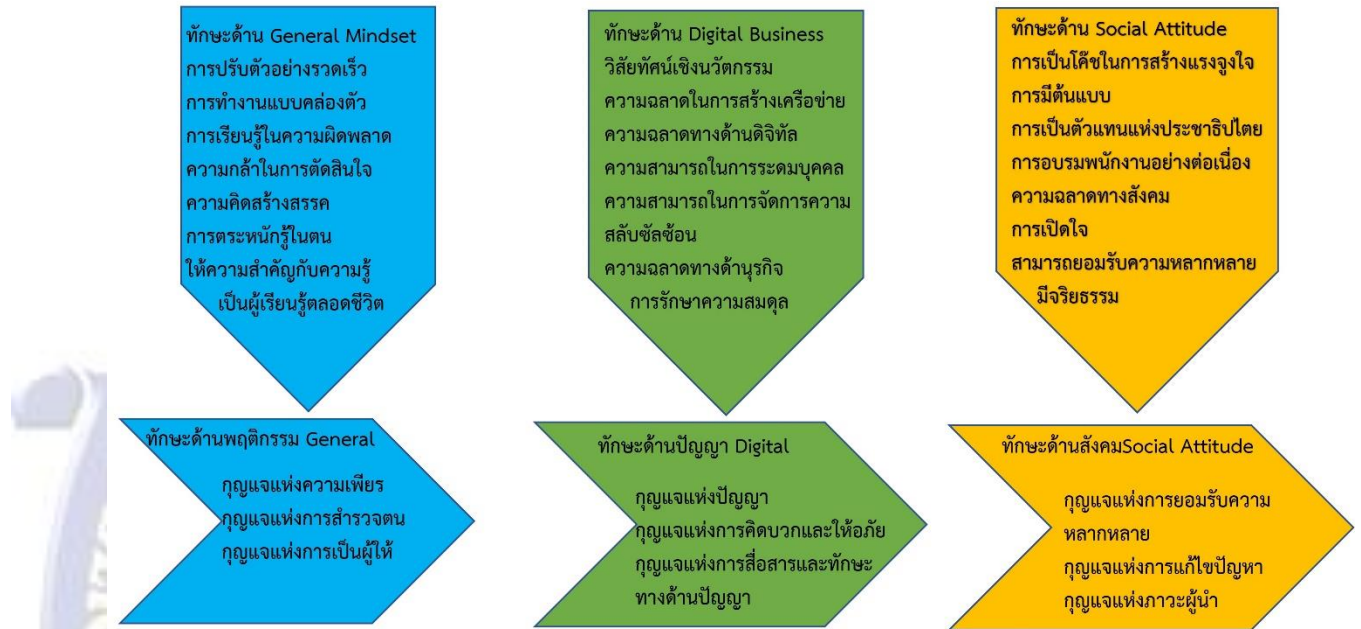 ทักษะด้าน General Mindset
การปรับตัวอย่างรวดเร็ว
การทำงานแบบคล่องตัว
การเรียนรู้ในความผิดพลาด
ความกล้าในการตัดสินใจ
ความคิดสร้างสรรค
การตระหนักรู้ในตน
ให้ความสำคัญกับความรู้
เป็นผู้เรียนรู้ตลอดชีวิต
ทักษะด้าน Digital Business
วิสัยทัศน์เชิงนวัตกรรม
ความฉลาดในการสร้างเครือข่าย
ความฉลาดทางด้านดิจิทัล
ความสามารถในการระดมบุคคล
ความสามารถในการจัดการความ
สลับซัลซ้อน
ความฉลาดทางด้านุรกิจ
การรักษาความสมดุล
ทักษะด้าน Social Attitude
การเป็นโค๊ชในการสร้างแรงจูงใจ
การมีต้นแบบ
การเป็นตัวแทนแห่งประชาธิปไตย
การอบรมพนักงานอย่างต่อเนื่อง
ความฉลาดทางสังคม
การเปิดใจ
สามารถยอมรับความหลากหลาย
มีจริยธรรม
ทักษะด้านพฤติกรรม General
กุญแจแห่งความเพียร
กุญแจแห่งการสำรวจตน
กุญแจแห่งการเป็นผู้ให้
ทักษะด้านปัญญา Digital
กุญแจแห่งปัญญา
กุญแจแห่งการคิดบวกและให้อภัย
กุญแจแห่งการสื่อสารและทักษะ
ทางด้านปัญญา
ทักษะด้านสังคมSocial Attitude
กุญแจแห่งการยอมรับความ
หลากหลาย
กุญแจแห่งการแก้ไขปัญหา
กุญแจแห่งภาวะผู้นำ